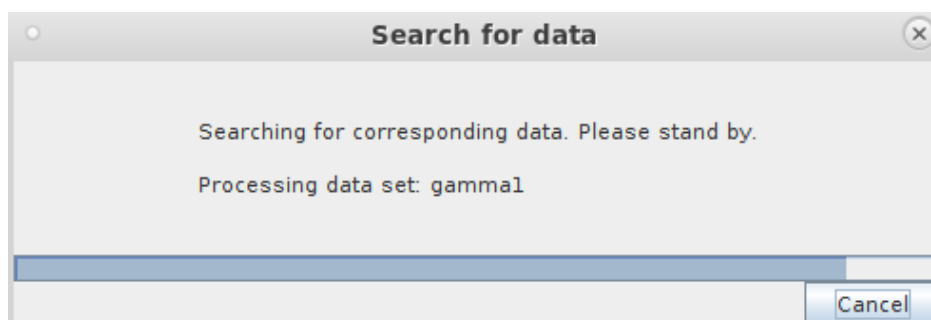 Search for data
Searching for corresponding data. Please stand by.
Processing data set: gamma1
Cancel